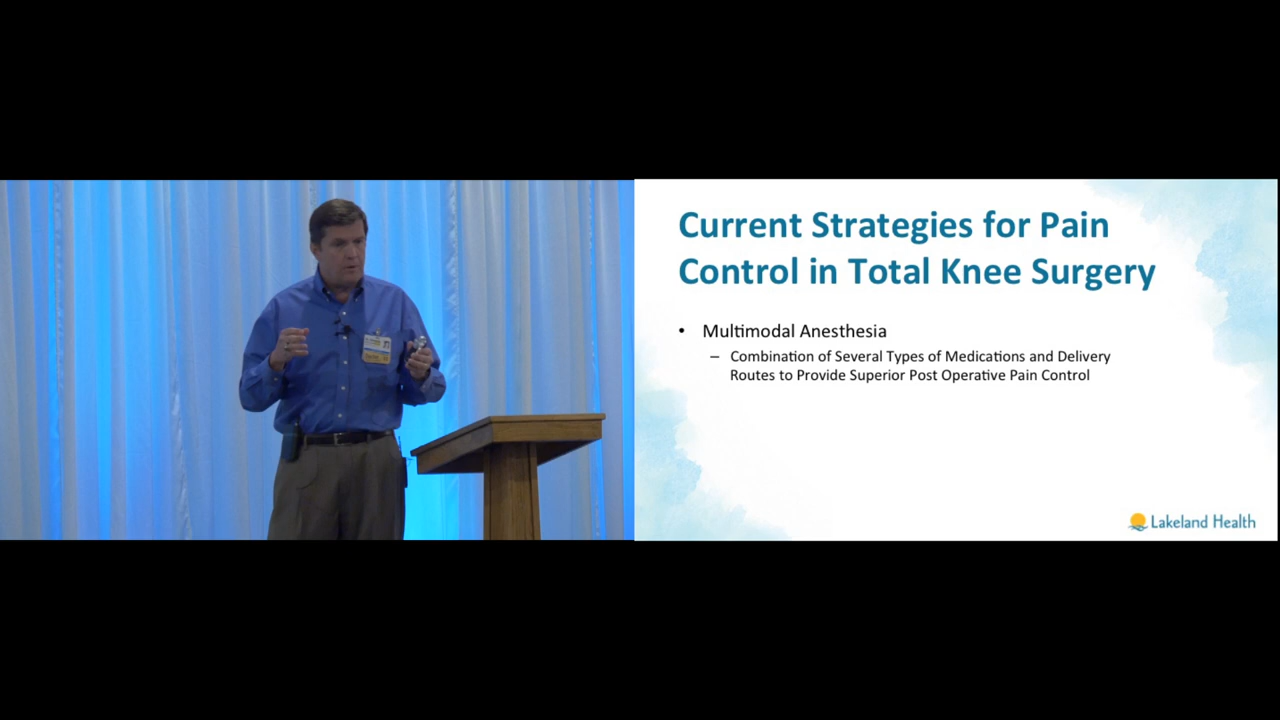 Current Strategies for Pain
Control in Total Knee Surgery
• Multimodal Anesthesia
– Combination of Several Types of Medications and Delivery
Routes to Provide Superior Post Operative Pain Control
Lakeland Health